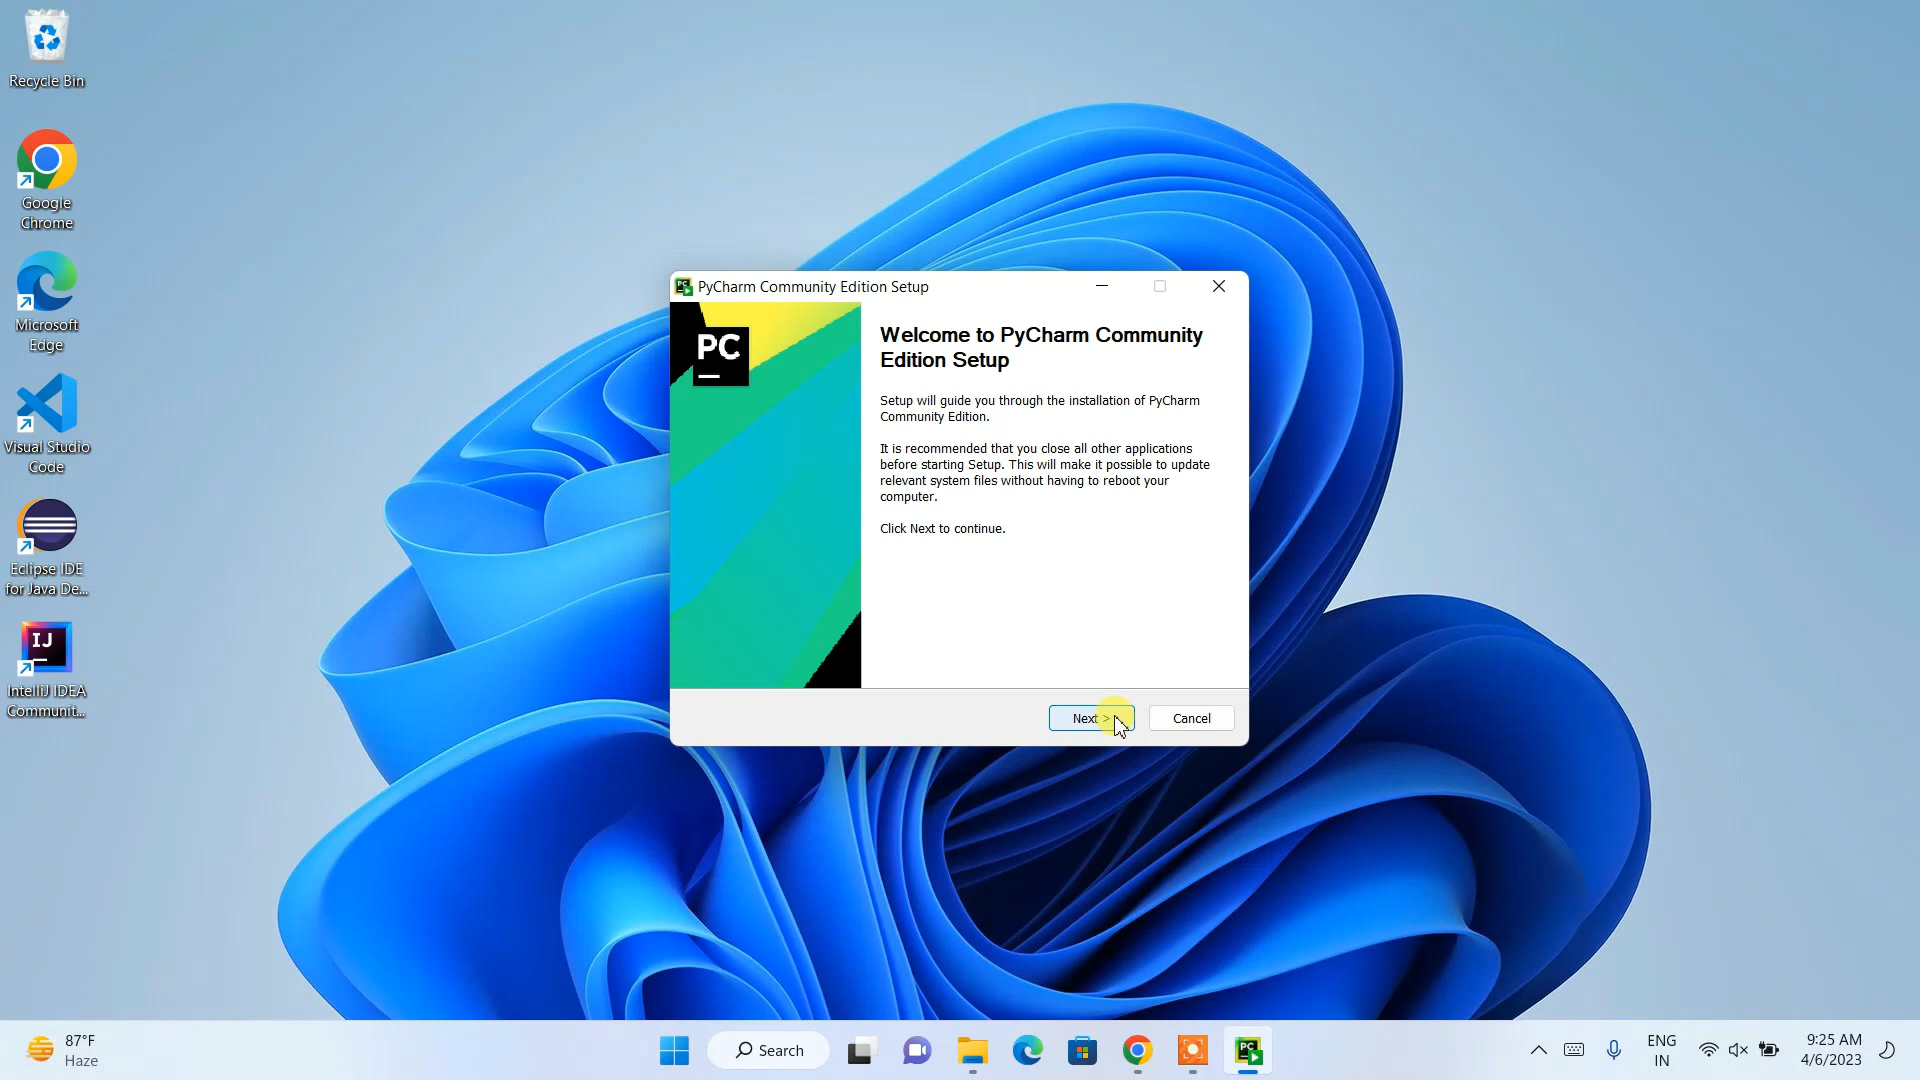 Recycle Bin
Google
Chrome
Microsoft
Edge
Visual Studio
Code
Eclipse IDE
for Java De...
IJ
IntelliJ IDEA
Communit...
PC
PyCharm Community Edition Setup
PC
Welcome to PyCharm Community
Edition Setup
Setup will guide you through the installation of PyCharm
Community Edition.
It is recommended that you close all other applications
before starting Setup. This will make it possible to update
relevant system files without having to reboot your
computer.
Click Next to continue.
Next >
Cancel
87°F
Haze
Search
PC
ENG
IN
9:25 AM
4/6/2023